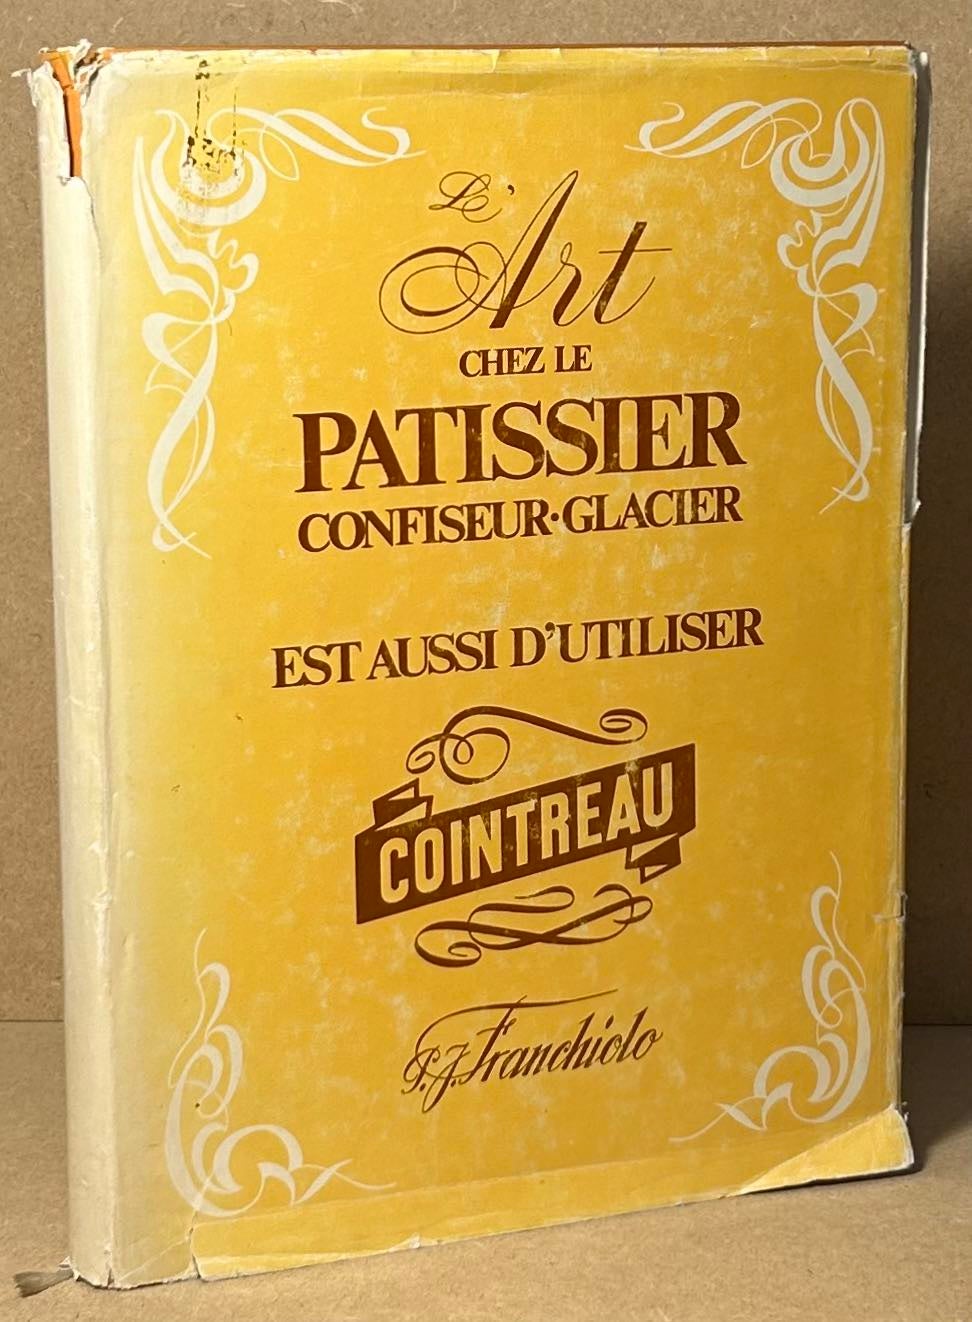 L'Art
CHEZ LE
PATISSIER
CONFISEUR·GLACIER
EST AUSSI D'UTILISER
COINTREAU
P.J. Franchiolo